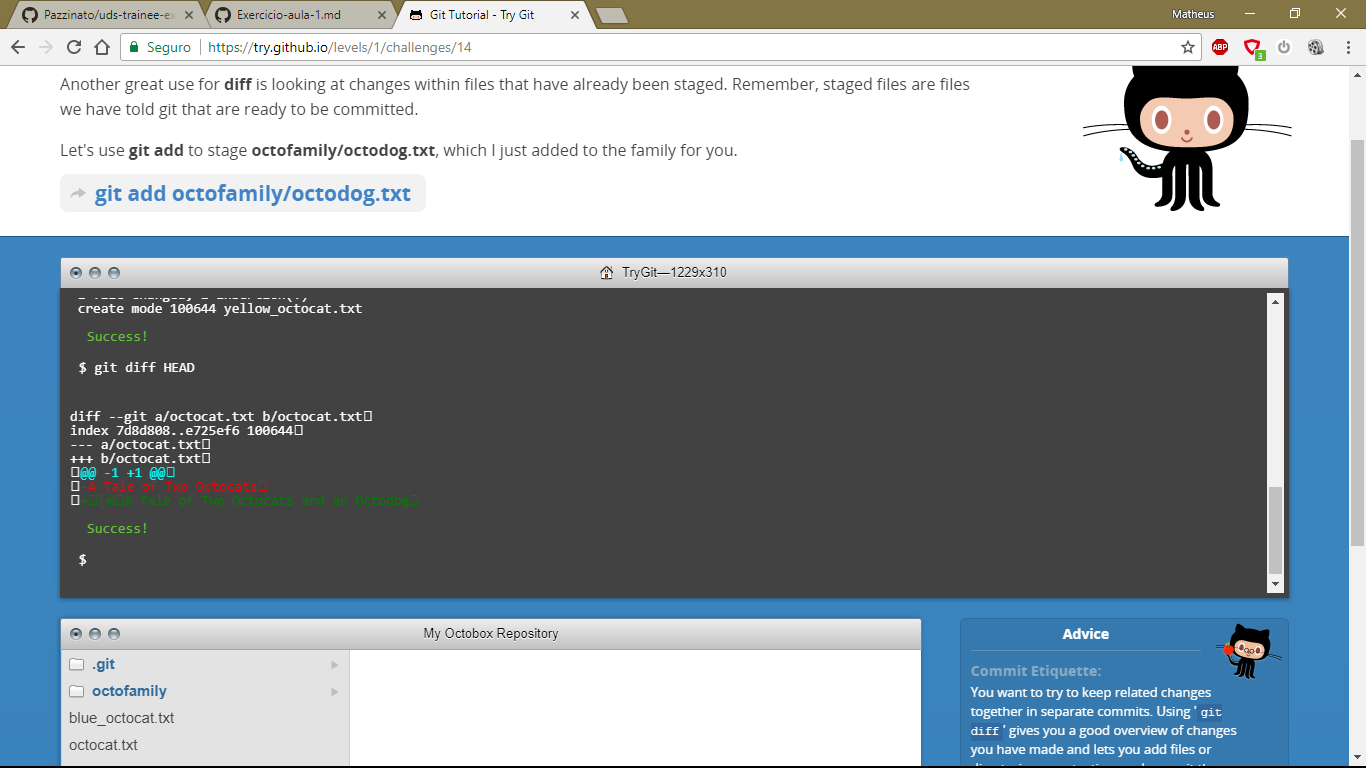 Pazzinato/uds-trainee-ex
Exercicio-aula-1.md
Git Tutorial - Try Git
Matheus
Seguro
https://try.github.io/levels/1/challenges/14
ABP
3
Another great use for diff is looking at changes within files that have already been staged. Remember, staged files are files
we have told git that are ready to be committed.
Let's use git add to stage octofamily/octodog.txt, which I just added to the family for you.
git add octofamily/octodog.txt
TryGit—1229x310
create mode 100644 yellow_octocat.txt
Success!
$ git diff HEAD
diff --git a/octocat.txt b/octocat.txt
index 7d8d808..e725ef6 100644
--- a/octocat.txt
+++ b/octocat.txt
@@ -1 +1 @@
-A Tale of Two Octocats
A Tale of Two Octocats and an Octodog
Success!
$
My Octobox Repository
.git
octofamily
blue_octocat.txt
octocat.txt
Advice
Commit Etiquette:
You want to try to keep related changes
together in separate commits. Using 'git
diff' gives you a good overview of changes
you have made and lets you add files or